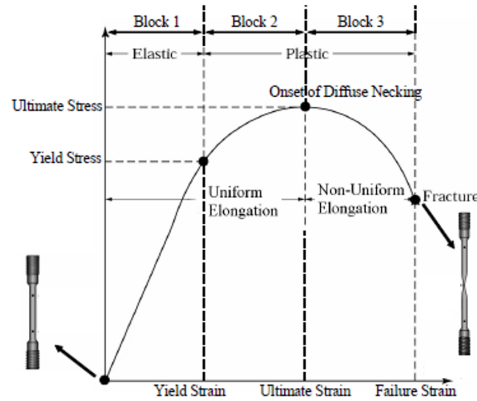 Block 1
Block 2
Block 3
Elastic
Plastic
Onset of Diffuse Necking
Ultimate Stress
Yield Stress
Uniform
Elongation
Non-Uniform
Elongation
Fracture
Yield Strain
Ultimate Strain
Failure Strain